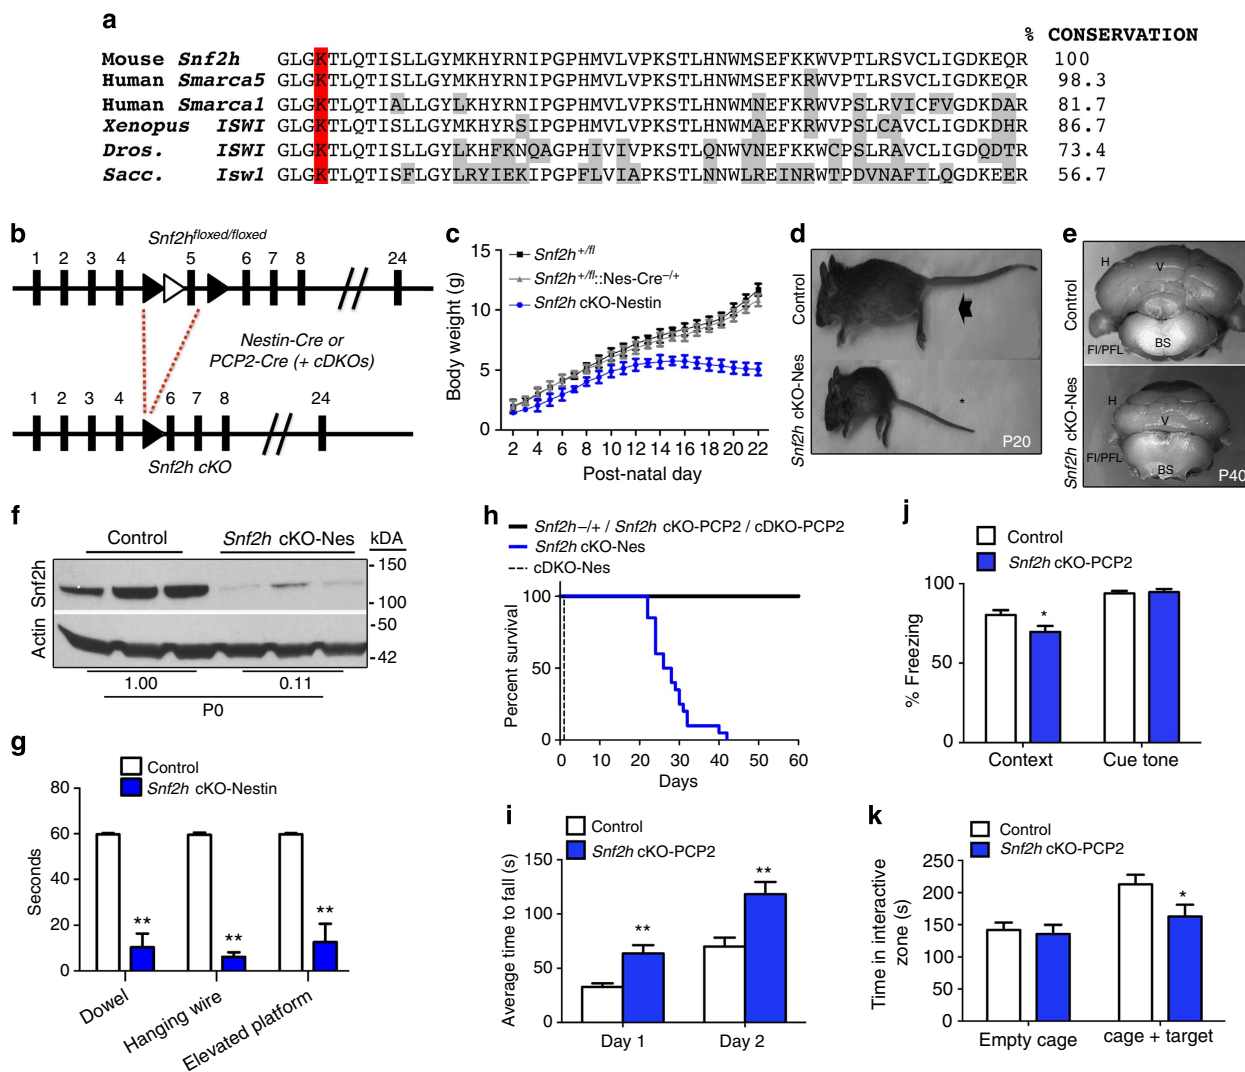 a
% CONSERVATION
Mouse Snf2h GLGKTLQTISLLGYMKHYRNIPGPHMVLVPKSTLHNWMSEFKKWVPTLRSVCLIGDKEQR 100
Human Smarca5 GLGKTLQTISLLGYMKHYRNIPGPHMVLVPKSTLHNWMSEFKRWVPTLRSVCLIGDKEQR 98.3
Human Smarca1 GLGKTLQTIALLGYLKHYRNIPGPHMVLVPKSTLHNWMNEFKRWVPSLRVICFVGDKDAR 81.7
Xenopus ISWI GLGKTLQTISLLGYMKHYRSIPGPHMVLVPKSTLHNWMAEFKRWVPSLCAVCLIGDKDHR 86.7
Dros. ISWI GLGKTLQTISLLGYLKHFKNQAGPHIVIVPKSTLQNWVNEFKKWCPSLRAVCLIGDQDTR 73.4
Sacc. Isw1 GLGKTLQTISFLGYLRYIEKIPGPFLVIAPKSTLNNWLREINRWTPDVNAFILQGDKEER 56.7
b
Snf2hfloxed/floxed
1 2 3 4 5 6 7 8 24
Nestin-Cre or
PCP2-Cre (+ cDKOs)
1 2 3 4 6 7 8 24
Snf2h cKO
c
Snf2h+/fl
Snf2h+/fl::Nes-Cre–/+
Snf2h cKO-Nestin
Body weight (g)
15
10
5
0
2 4 6 8 10 12 14 16 18 20 22
Post-natal day
d
Control
Snf2h cKO-Nes
*
P20
e
Control
H
V
BS
Fl/PFL
Snf2h cKO-Nes
H
V
Fl/PFL
BS
P40
f
Control Snf2h cKO-Nes kDA
Snf2h
- 150
- 100
Actin
- 50
- 42
1.00 0.11
P0
g
Control
Snf2h cKO-Nestin
Seconds
80
60
40
20
0
** ** **
Dowel
Hanging wire
Elevated platform
h
Snf2h–/+ / Snf2h cKO-PCP2 / cDKO-PCP2
Snf2h cKO-Nes
cDKO-Nes
Percent survival
100
50
0
0 10 20 30 40 50 60
Days
i
Control
Snf2h cKO-PCP2
Average time to fall (s)
150
100
50
0
** **
Day 1 Day 2
j
Control
Snf2h cKO-PCP2
% Freezing
100
50
0
*
Context Cue tone
k
Control
Snf2h cKO-PCP2
Time in interactive
zone (s)
250
200
150
100
50
0
*
Empty cage cage + target